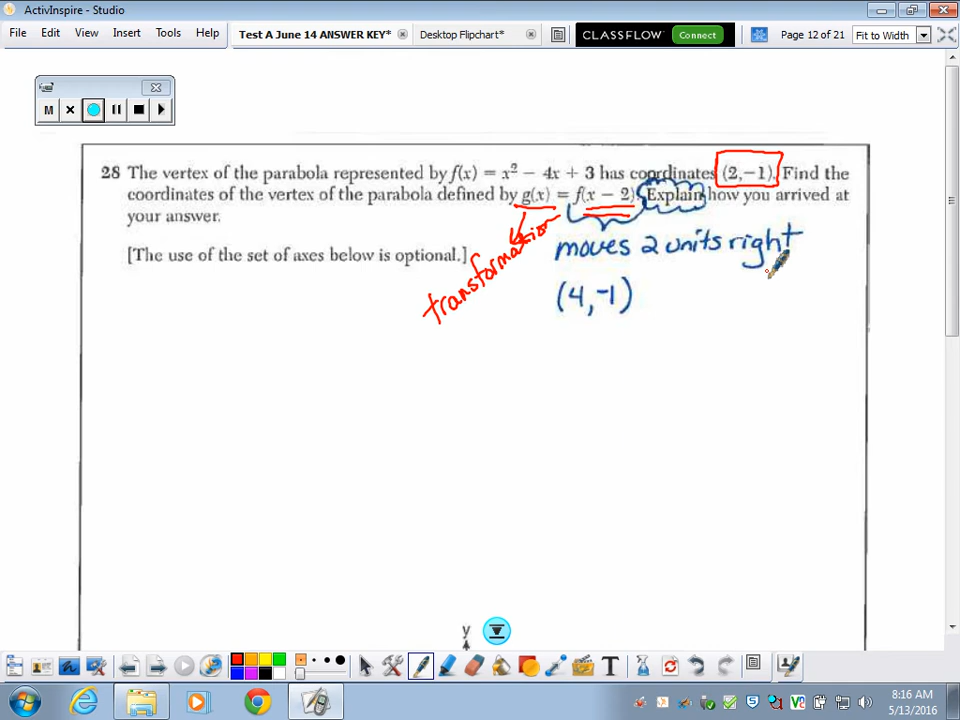 ActivInspire - Studio
File Edit View Insert Tools Help
Test A June 14 ANSWER KEY*
Desktop Flipchart*
CLASSFLOW Connect
Page 12 of 21
Fit to Width
M
28 The vertex of the parabola represented by f(x) = x² − 4x + 3 has coordinates (2,−1). Find the
coordinates of the vertex of the parabola defined by g(x) = f(x − 2). Explain how you arrived at
your answer.
[The use of the set of axes below is optional.]
transformation
moves 2 units right
(4,-1)
y
T
8:16 AM
5/13/2016